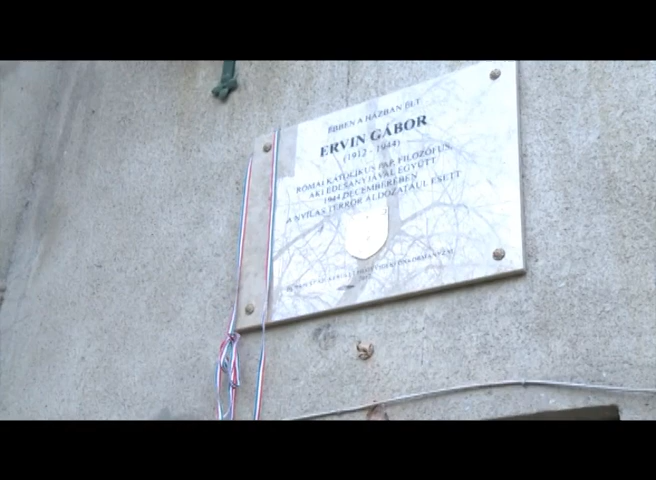 EBBEN A HÁZBAN ÉLT
ERVIN GÁBOR
(1912 - 1944)
RÓMAI KATOLIKUS PAP, FILOZÓFUS,
AKI ÉDESANYJÁVAL EGYÜTT
1944 DECEMBERÉBEN
A NYILAS TERROR ÁLDOZATÁUL ESETT